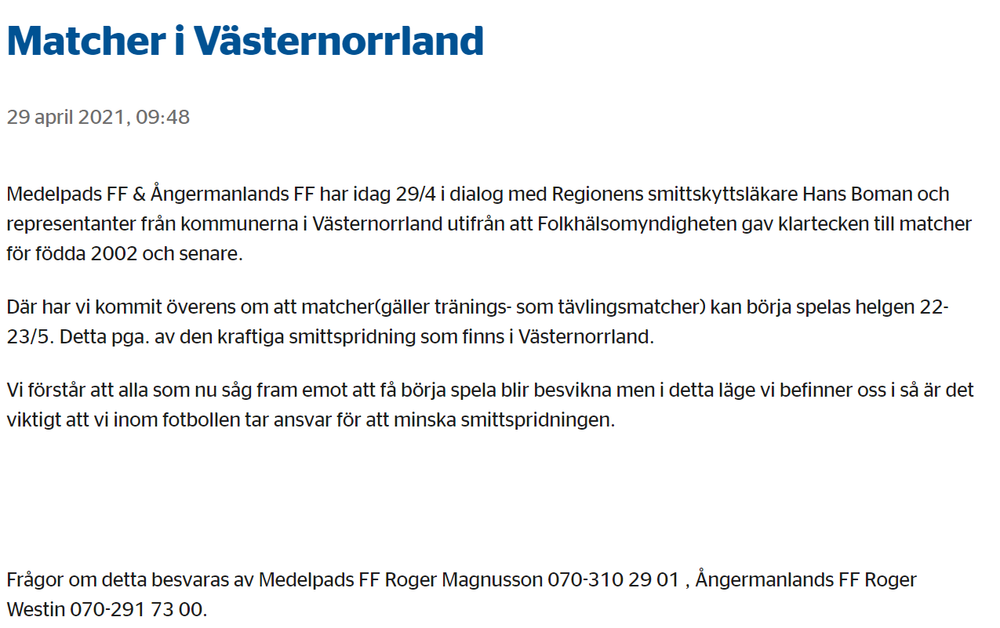 Matcher i Västernorrland
29 april 2021, 09:48
Medelpads FF & Ångermanlands FF har idag 29/4 i dialog med Regionens smittskyttsläkare Hans Boman och
representanter från kommunerna i Västernorrland utifrån att Folkhälsomyndigheten gav klartecken till matcher
för födda 2002 och senare.
Där har vi kommit överens om att matcher(gäller tränings- som tävlingsmatcher) kan börja spelas helgen 22-
23/5. Detta pga. av den kraftiga smittspridning som finns i Västernorrland.
Vi förstår att alla som nu såg fram emot att få börja spela blir besvikna men i detta läge vi befinner oss i så är det
viktigt att vi inom fotbollen tar ansvar för att minska smittspridningen.
Frågor om detta besvaras av Medelpads FF Roger Magnusson 070-310 29 01 , Ångermanlands FF Roger
Westin 070-291 73 00.